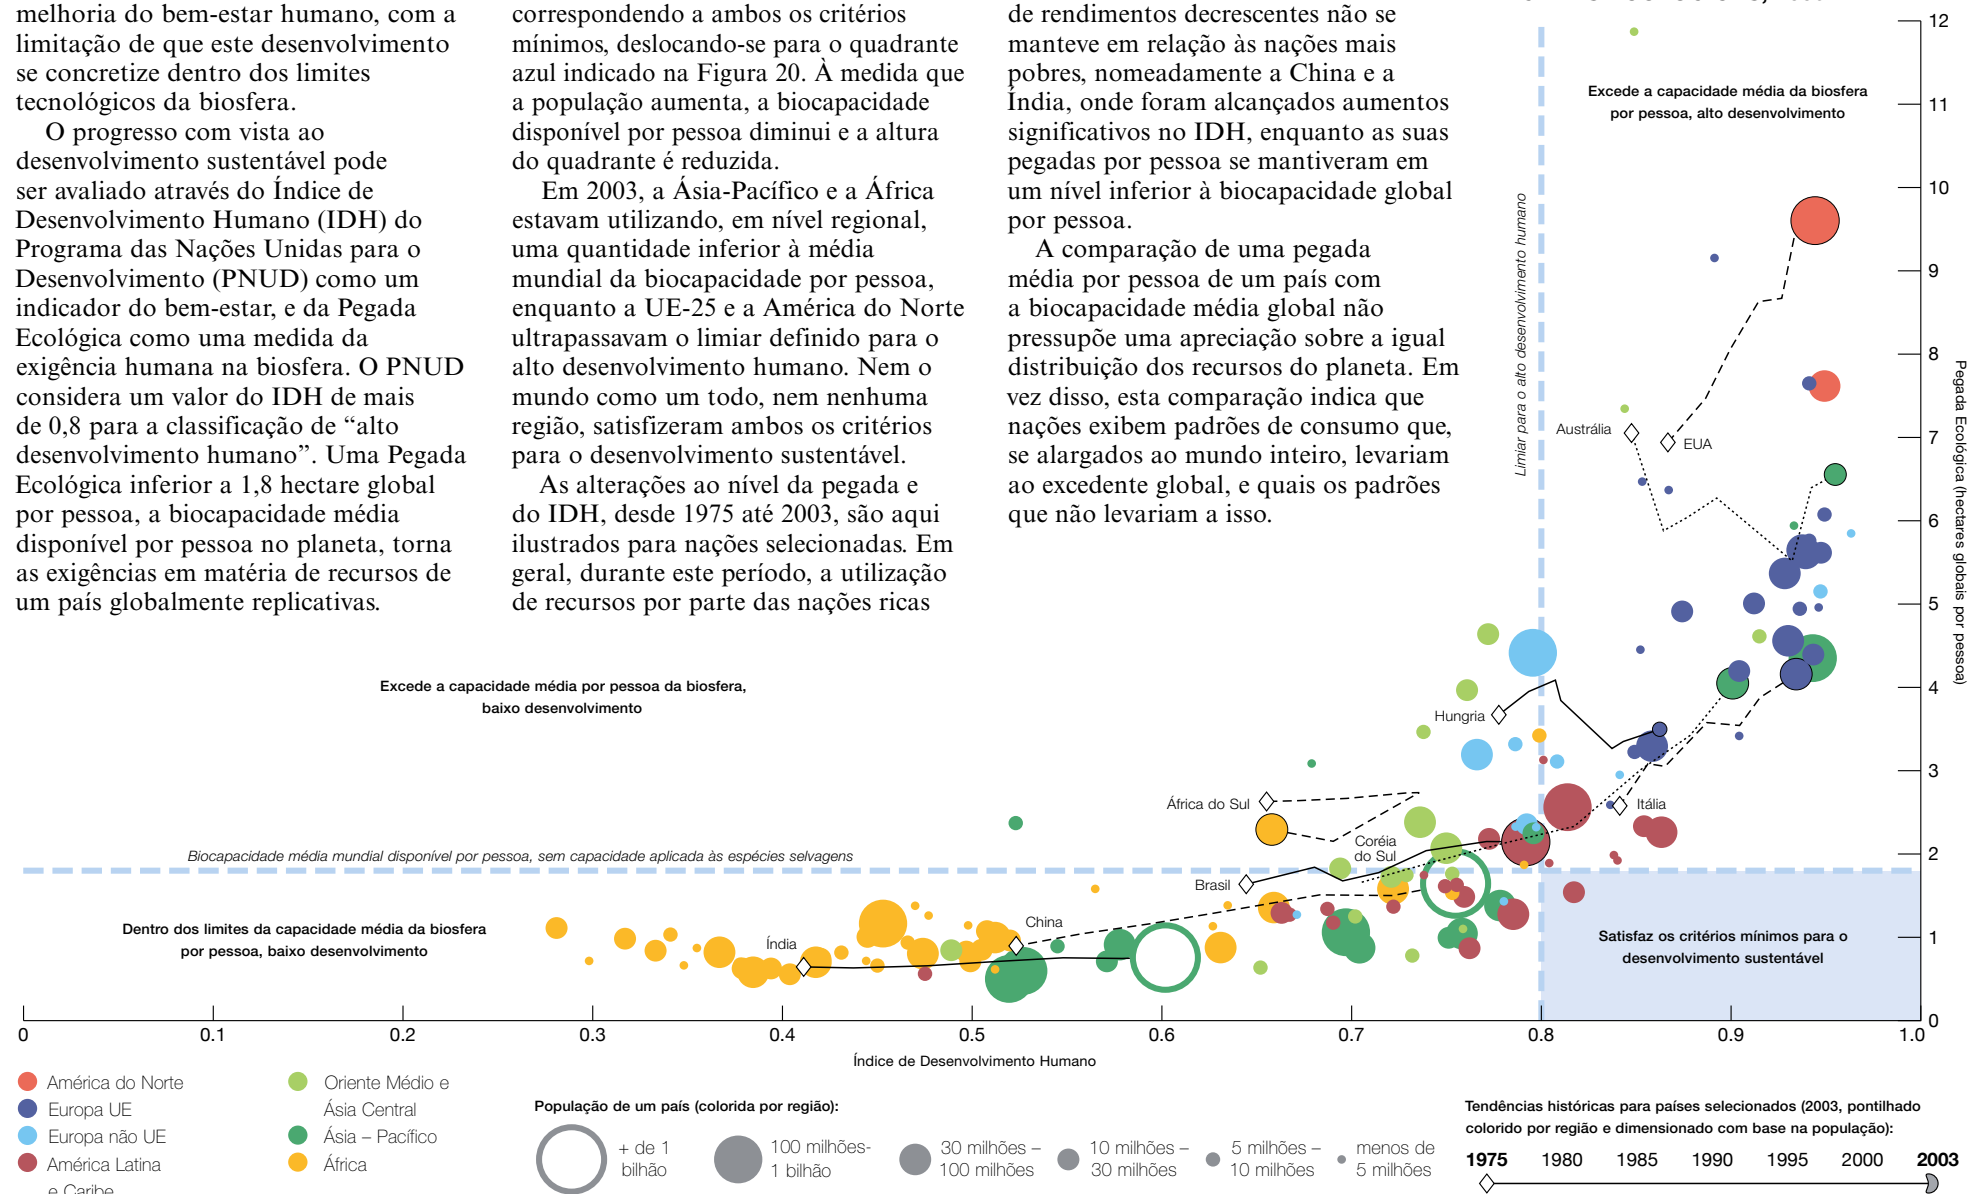 melhoria do bem-estar humano, com a
limitação de que este desenvolvimento
se concretize dentro dos limites
tecnológicos da biosfera.
O progresso com vista ao
desenvolvimento sustentável pode
ser avaliado através do Índice de
Desenvolvimento Humano (IDH) do
Programa das Nações Unidas para o
Desenvolvimento (PNUD) como um
indicador do bem-estar, e da Pegada
Ecológica como uma medida da
exigência humana na biosfera. O PNUD
considera um valor do IDH de mais
de 0,8 para a classificação de “alto
desenvolvimento humano”. Uma Pegada
Ecológica inferior a 1,8 hectare global
por pessoa, a biocapacidade média
disponível por pessoa no planeta, torna
as exigências em matéria de recursos de
um país globalmente replicativas.
correspondendo a ambos os critérios
mínimos, deslocando-se para o quadrante
azul indicado na Figura 20. À medida que
a população aumenta, a biocapacidade
disponível por pessoa diminui e a altura
do quadrante é reduzida.
Em 2003, a Ásia-Pacífico e a África
estavam utilizando, em nível regional,
uma quantidade inferior à média
mundial da biocapacidade por pessoa,
enquanto a UE-25 e a América do Norte
ultrapassavam o limiar definido para o
alto desenvolvimento humano. Nem o
mundo como um todo, nem nenhuma
região, satisfizeram ambos os critérios
para o desenvolvimento sustentável.
As alterações ao nível da pegada e
do IDH, desde 1975 até 2003, são aqui
ilustrados para nações selecionadas. Em
geral, durante este período, a utilização
de recursos por parte das nações ricas
de rendimentos decrescentes não se
manteve em relação às nações mais
pobres, nomeadamente a China e a
Índia, onde foram alcançados aumentos
significativos no IDH, enquanto as suas
pegadas por pessoa se mantiveram em
um nível inferior à biocapacidade global
por pessoa.
A comparação de uma pegada
média por pessoa de um país com
a biocapacidade média global não
pressupõe uma apreciação sobre a igual
distribuição dos recursos do planeta. Em
vez disso, esta comparação indica que
nações exibem padrões de consumo que,
se alargados ao mundo inteiro, levariam
ao excedente global, e quais os padrões
que não levariam a isso.
Excede a capacidade média da biosfera
por pessoa, alto desenvolvimento
Limiar para o alto desenvolvimento humano
Austrália
EUA
Excede a capacidade média por pessoa da biosfera,
baixo desenvolvimento
Hungria
África do Sul
Itália
Coréia
do Sul
Biocapacidade média mundial disponível por pessoa, sem capacidade aplicada às espécies selvagens
Brasil
China
Índia
Dentro dos limites da capacidade média da biosfera
por pessoa, baixo desenvolvimento
Satisfaz os critérios mínimos para o
desenvolvimento sustentável
12
11
10
9
8
7
6
5
4
3
2
1
0
Pegada Ecológica (hectares globais por pessoa)
0 0.1 0.2 0.3 0.4 0.5 0.6 0.7 0.8 0.9 1.0
Índice de Desenvolvimento Humano
América do Norte
Europa UE
Europa não UE
América Latina
e Caribe
Oriente Médio e
Ásia Central
Ásia – Pacífico
África
População de um país (colorida por região):
+ de 1
bilhão
100 milhões-
1 bilhão
30 milhões –
100 milhões
10 milhões –
30 milhões
5 milhões –
10 milhões
menos de
5 milhões
Tendências históricas para países selecionados (2003, pontilhado
colorido por região e dimensionado com base na população):
1975 1980 1985 1990 1995 2000 2003